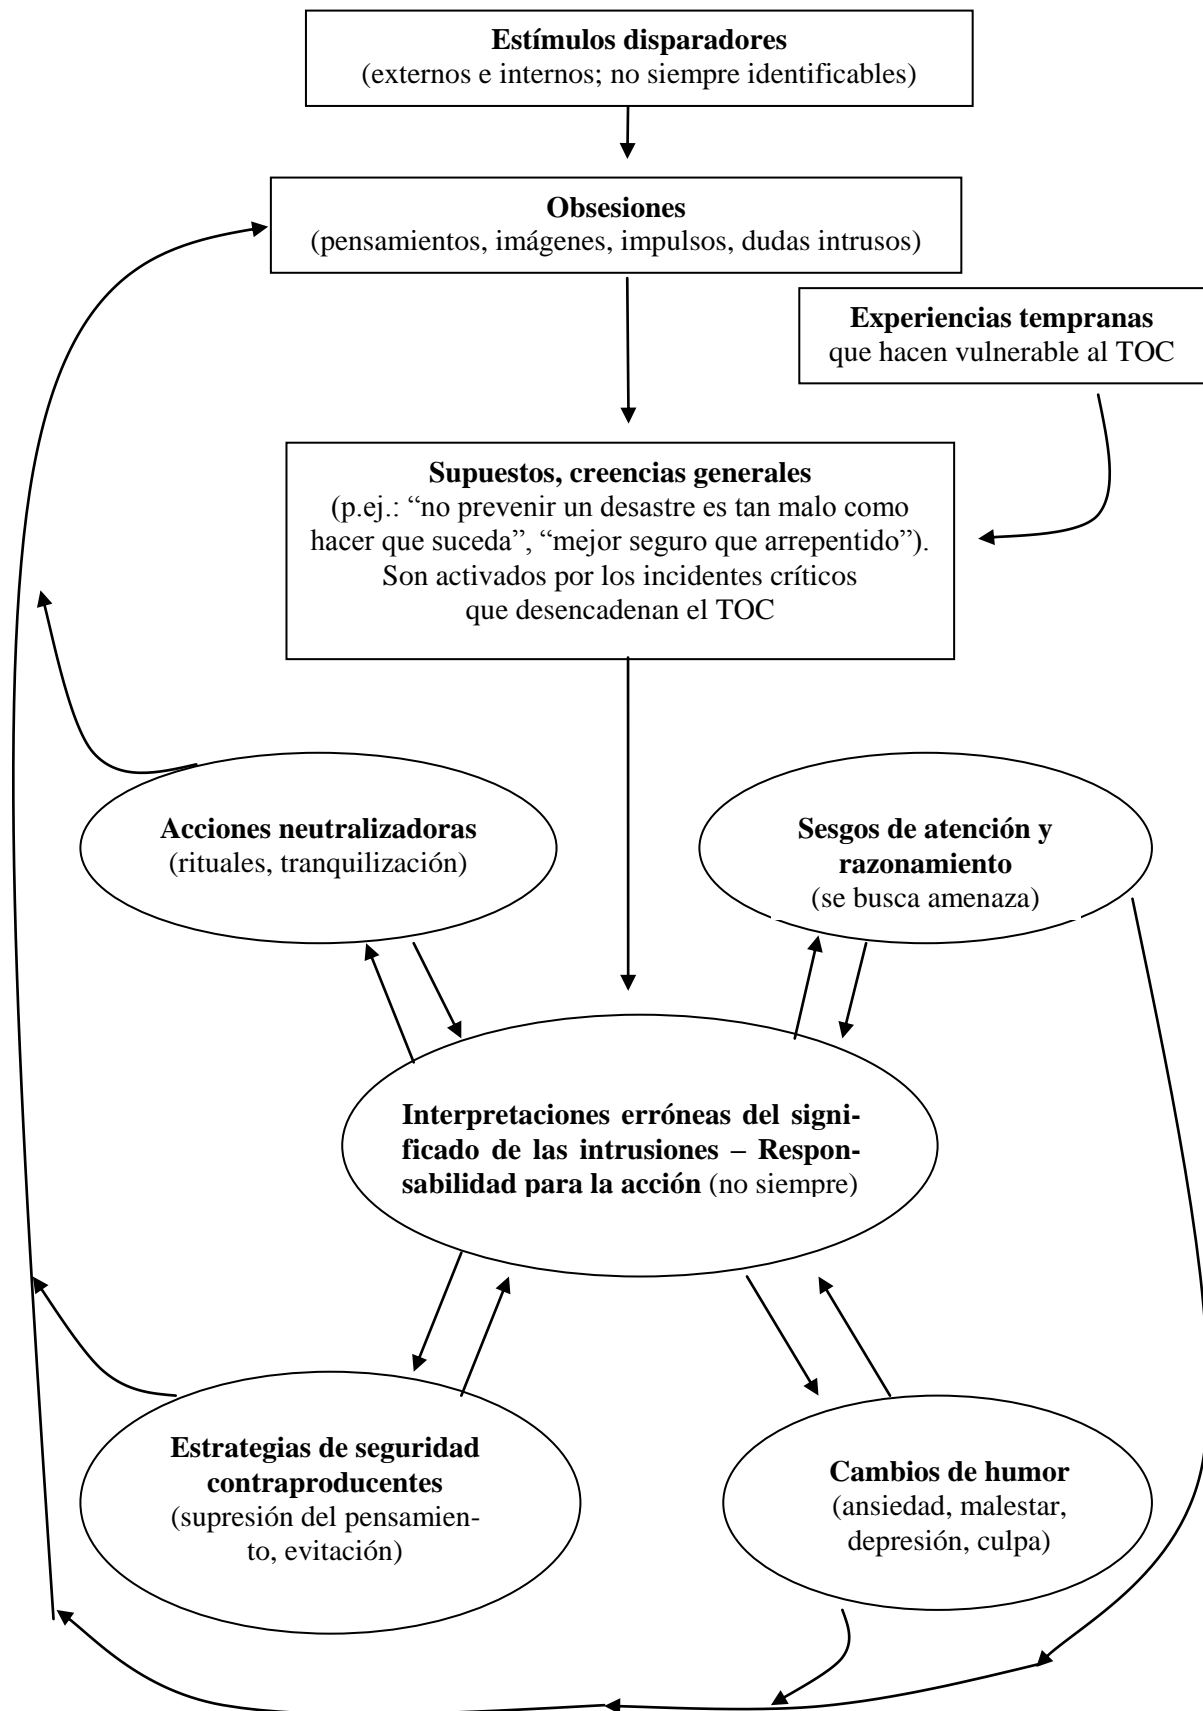 Estímulos disparadores
(externos e internos; no siempre identificables)
Obsesiones
(pensamientos, imágenes, impulsos, dudas intrusos)
Experiencias tempranas
que hacen vulnerable al TOC
Supuestos, creencias generales
(p.ej.: “no prevenir un desastre es tan malo como
hacer que suceda”, “mejor seguro que arrepentido”).
Son activados por los incidentes críticos
que desencadenan el TOC
Acciones neutralizadoras
(rituales, tranquilización)
Sesgos de atención y
razonamiento
(se busca amenaza)
Interpretaciones erróneas del signi-
ficado de las intrusiones – Respon-
sabilidad para la acción (no siempre)
Estrategias de seguridad
contraproducentes
(supresión del pensamien-
to, evitación)
Cambios de humor
(ansiedad, malestar,
depresión, culpa)